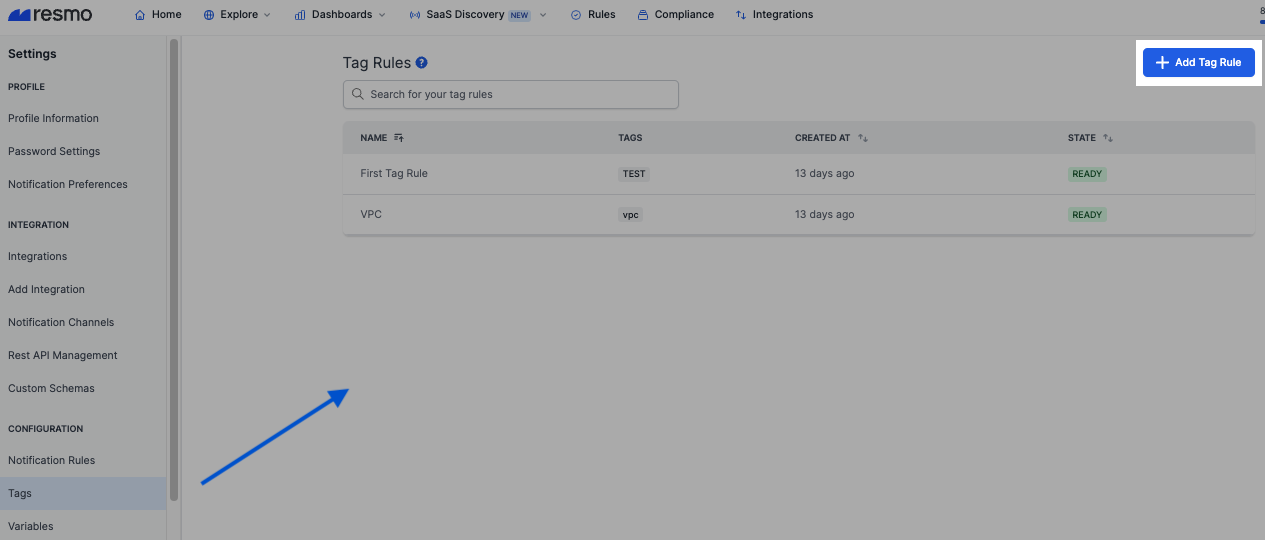 resmo
Home
Explore
Dashboards
SaaS Discovery NEW
Rules
Compliance
Integrations
8
Settings
PROFILE
Profile Information
Password Settings
Notification Preferences
INTEGRATION
Integrations
Add Integration
Notification Channels
Rest API Management
Custom Schemas
CONFIGURATION
Notification Rules
Tags
Variables
Tag Rules ?
Add Tag Rule
Search for your tag rules
NAME TAGS CREATED AT STATE
First Tag Rule TEST 13 days ago READY
VPC vpc 13 days ago READY